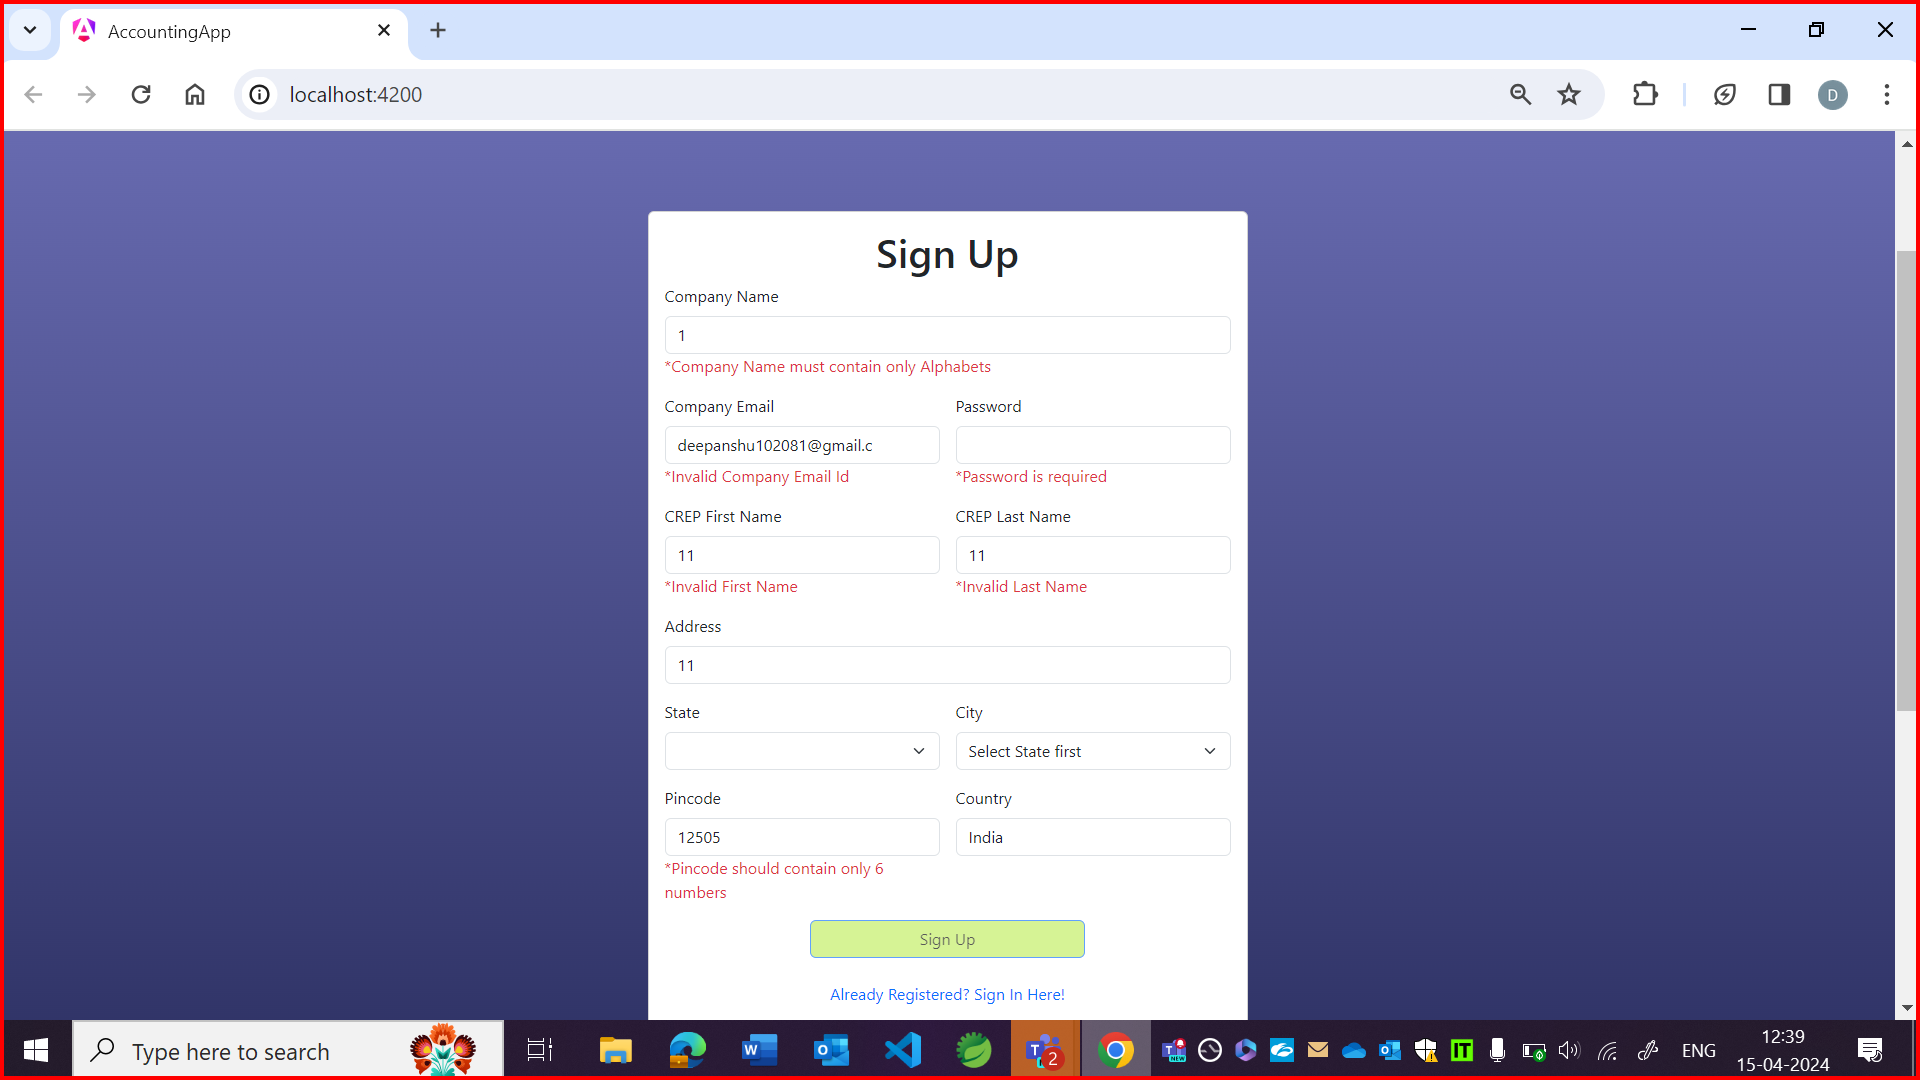 AccountingApp
localhost:4200
D
Sign Up
Company Name
1
*Company Name must contain only Alphabets
Company Email Password
deepanshu102081@gmail.c
*Invalid Company Email Id *Password is required
CREP First Name CREP Last Name
11 11
*Invalid First Name *Invalid Last Name
Address
11
State City
Select State first
Pincode Country
12505 India
*Pincode should contain only 6
numbers
Sign Up
Already Registered? Sign In Here!
Type here to search
2
ENG
12:39
15-04-2024